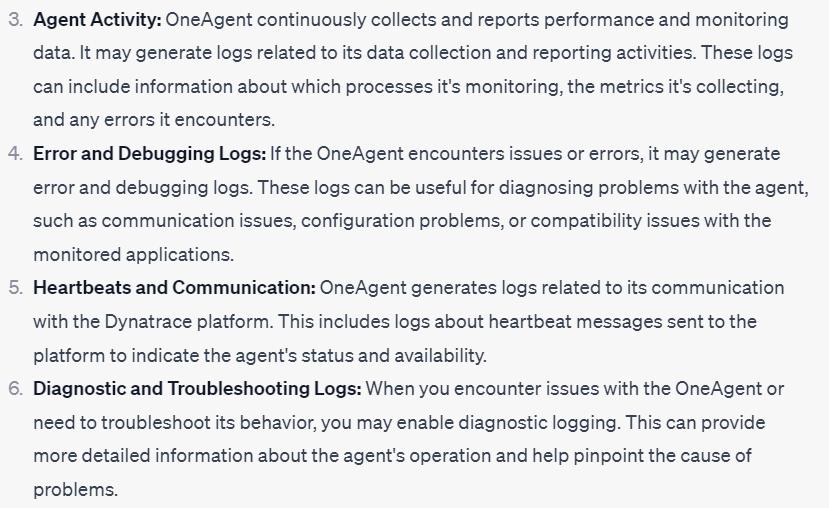 3. Agent Activity: OneAgent continuously collects and reports performance and monitoring
data. It may generate logs related to its data collection and reporting activities. These logs
can include information about which processes it's monitoring, the metrics it's collecting,
and any errors it encounters.
4. Error and Debugging Logs: If the OneAgent encounters issues or errors, it may generate
error and debugging logs. These logs can be useful for diagnosing problems with the agent,
such as communication issues, configuration problems, or compatibility issues with the
monitored applications.
5. Heartbeats and Communication: OneAgent generates logs related to its communication
with the Dynatrace platform. This includes logs about heartbeat messages sent to the
platform to indicate the agent's status and availability.
6. Diagnostic and Troubleshooting Logs: When you encounter issues with the OneAgent or
need to troubleshoot its behavior, you may enable diagnostic logging. This can provide
more detailed information about the agent's operation and help pinpoint the cause of
problems.